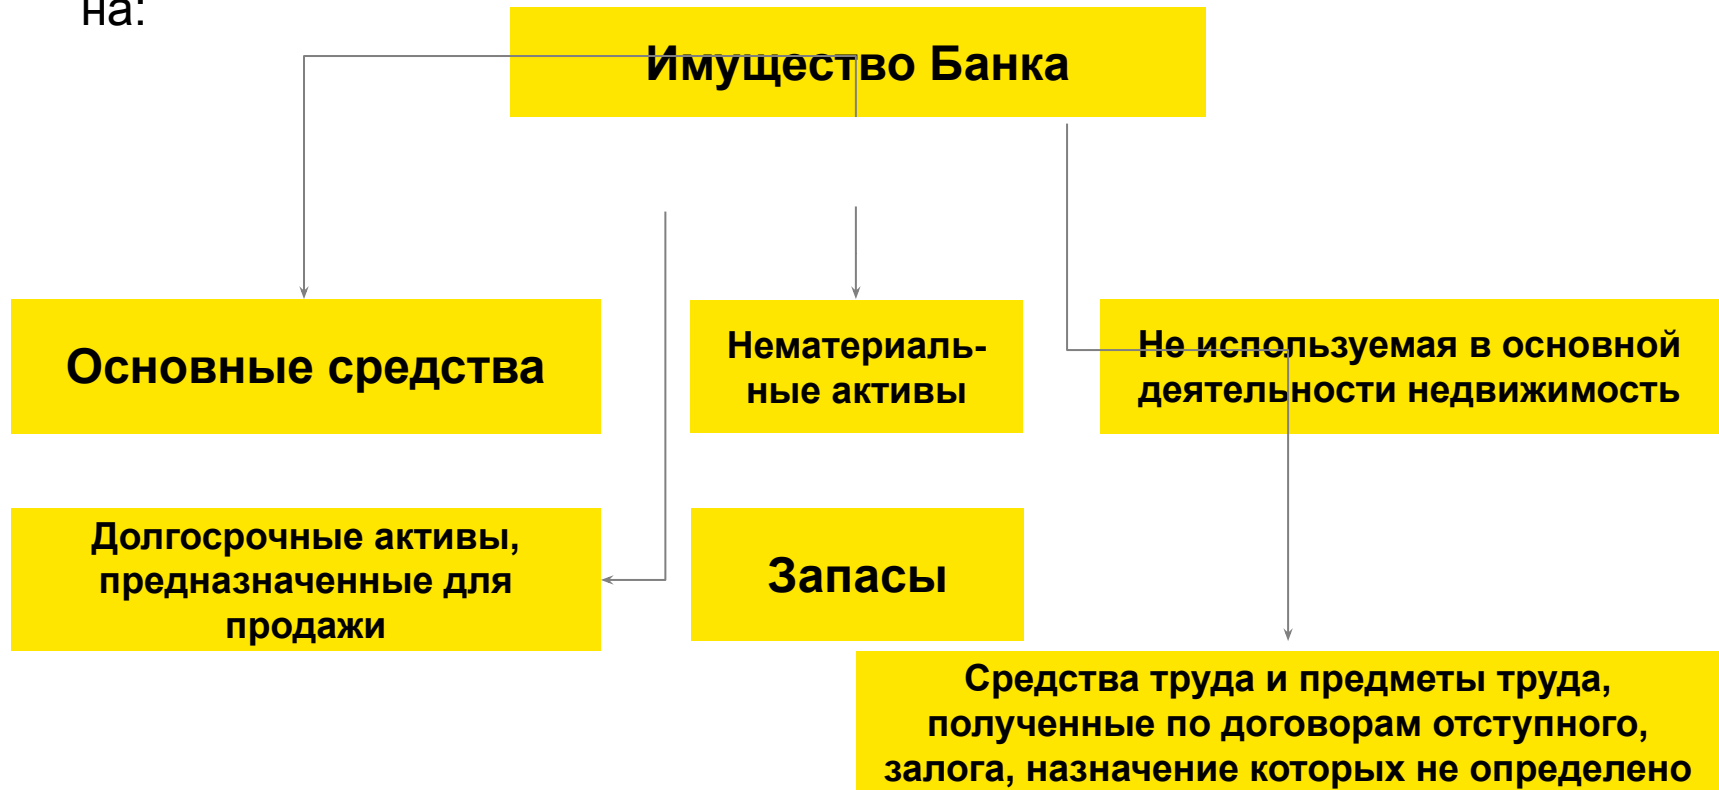 на:
Имущество Банка
Основные средства
Нематериаль-
ные активы
Не используемая в основной
деятельности недвижимость
Долгосрочные активы,
предназначенные для
продажи
Запасы
Средства труда и предметы труда,
полученные по договорам отступного,
залога, назначение которых не определено